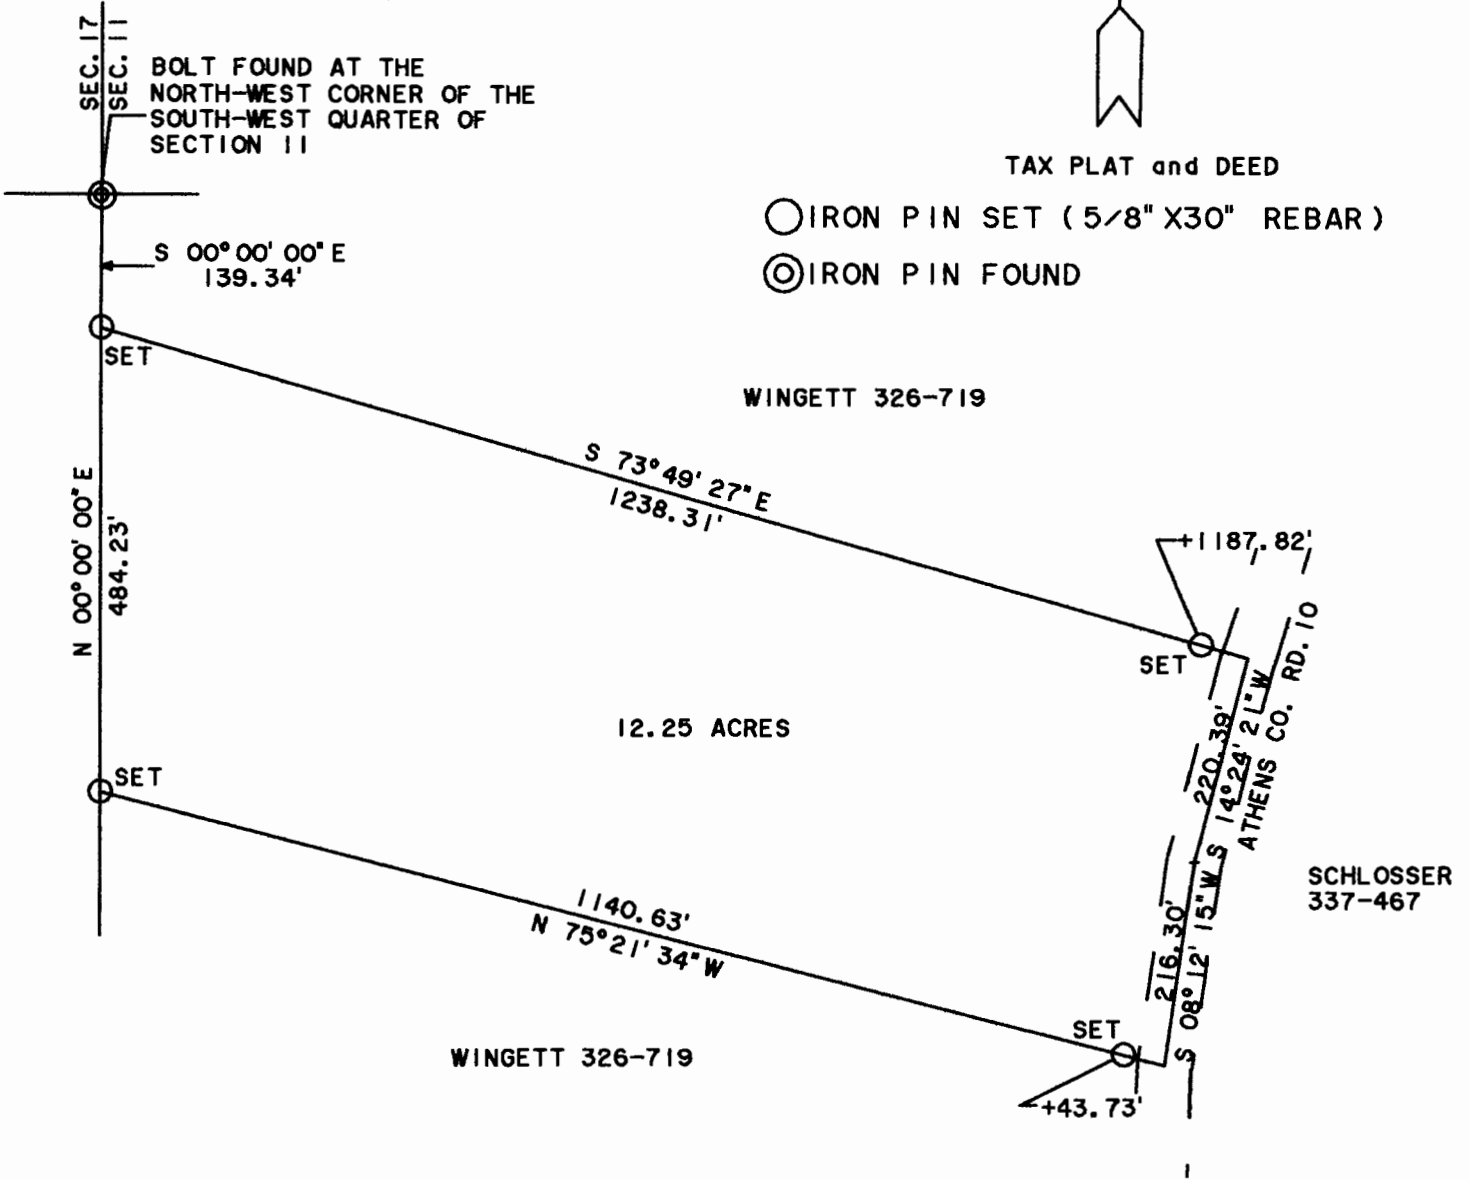 SEC. 17
SEC. 11
BOLT FOUND AT THE
NORTH-WEST CORNER OF THE
SOUTH-WEST QUARTER OF
SECTION 11
TAX PLAT and DEED
IRON PIN SET (5/8"X30" REBAR)
IRON PIN FOUND
S 00°00'00"E
139.34'
SET
WINGETT 326-719
S 73°49'27"E
1238.31'
N 00°00'00"E
484.23'
+1187.82'
SET
ATHENS CO. RD. 10
220.39'
S 14°24'21"W
12.25 ACRES
SET
SCHLOSSER
337-467
216.30'
S 08°12'15"W
1140.63'
N 75°21'34"W
SET
WINGETT 326-719
+43.73'